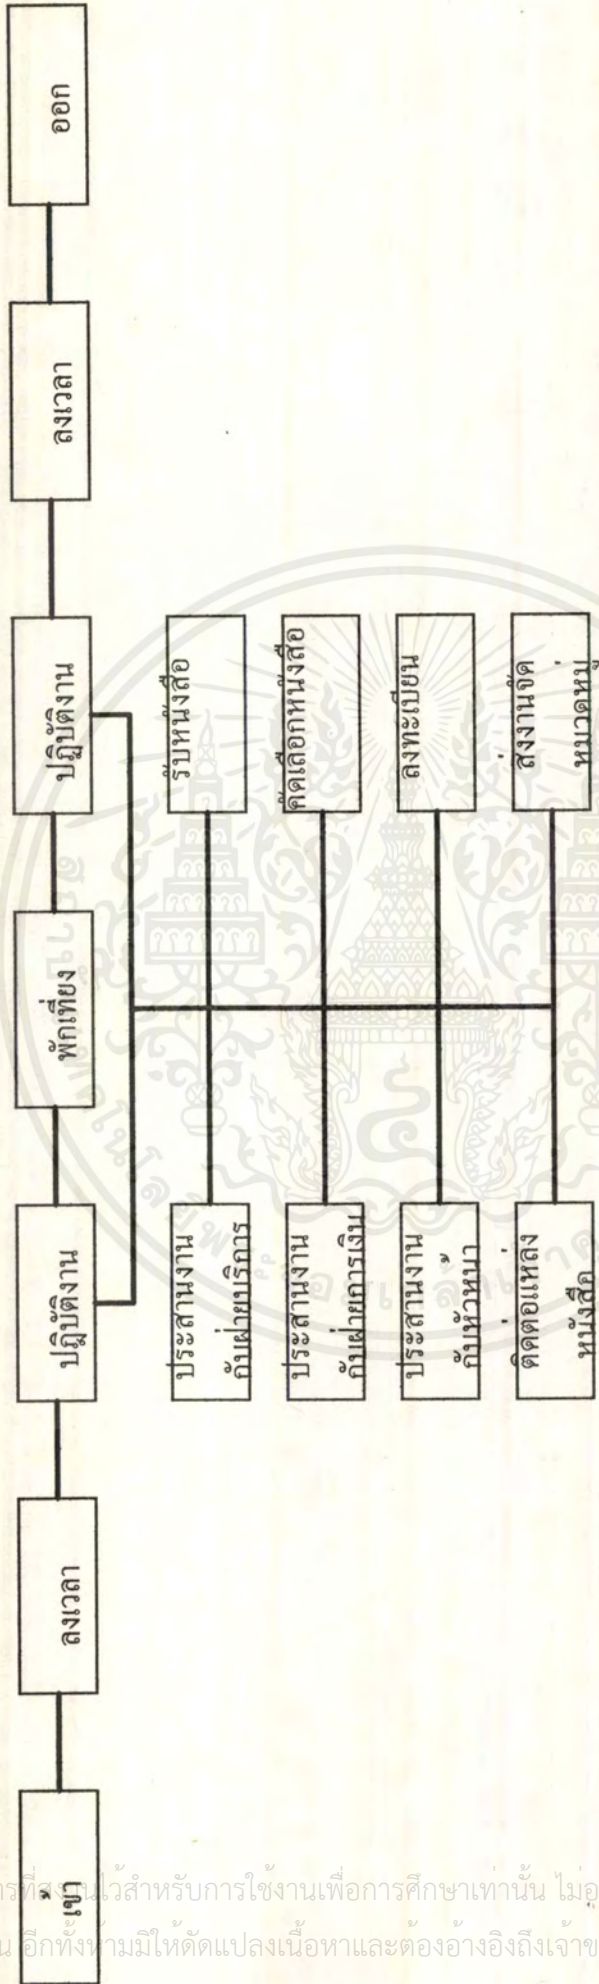 เข้า
ลงเวลา
ปฏิบัติงาน
พักเที่ยง
ปฏิบัติงาน
ลงเวลา
ออก
ประสานงาน
กับฝ่ายบริการ
รับหนังสือ
ประสานงาน
กับฝ่ายการเงิน
คัดเลือกหนังสือ
ประสานงาน
กับหัวหน้า
ลงทะเบียน
ติดต่อแหล่ง
หนังสือ
ส่งงานจัด
หมวดหมู่
ไว้สำหรับการใช้งานเพื่อการศึกษาเท่านั้น
อีกทั้งห้ามมิให้ดัดแปลงเนื้อหาและต้องอ้างอิงถึง